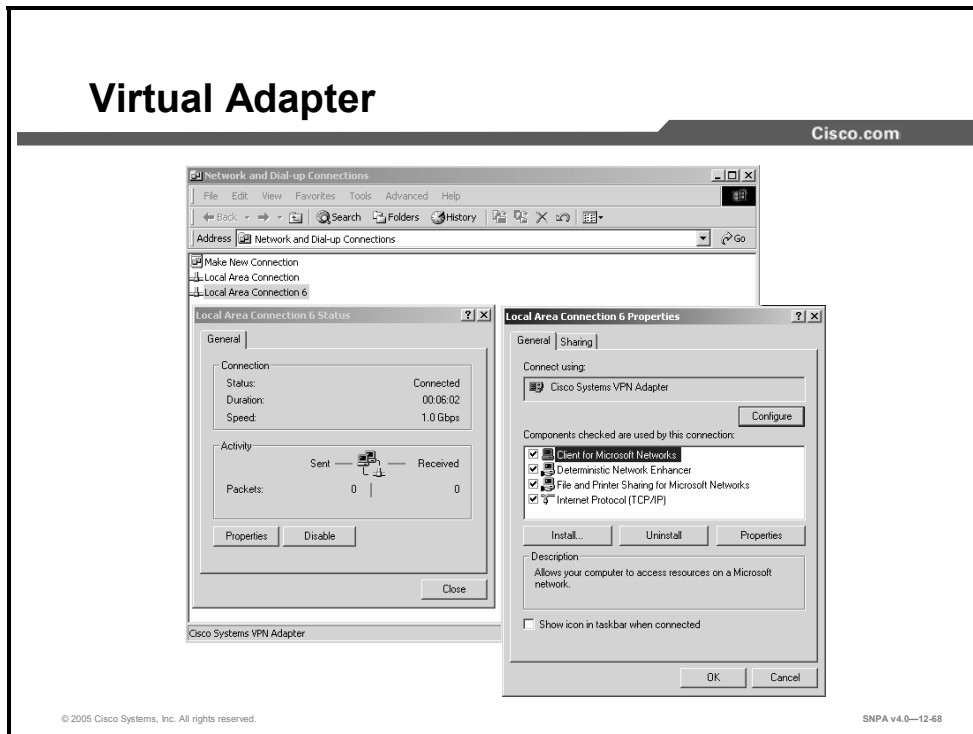 Virtual Adapter
Cisco.com
Network and Dial-up Connections
File Edit View Favorites Tools Advanced Help
Back Search Folders History
Address Network and Dial-up Connections Go
Make New Connection
Local Area Connection
Local Area Connection 6
Local Area Connection 6 Status
General
Connection
Status: Connected
Duration: 00:06:02
Speed: 1.0 Gbps
Activity
Sent Received
Packets: 0 0
Properties Disable
Close
Cisco Systems VPN Adapter
Local Area Connection 6 Properties
General Sharing
Connect using:
Cisco Systems VPN Adapter
Configure
Components checked are used by this connection:
Client for Microsoft Networks
Deterministic Network Enhancer
File and Printer Sharing for Microsoft Networks
Internet Protocol (TCP/IP)
Install... Uninstall Properties
Description
Allows your computer to access resources on a Microsoft
network.
Show icon in taskbar when connected
OK Cancel
© 2005 Cisco Systems, Inc. All rights reserved.
SNPA v4.0—12-68